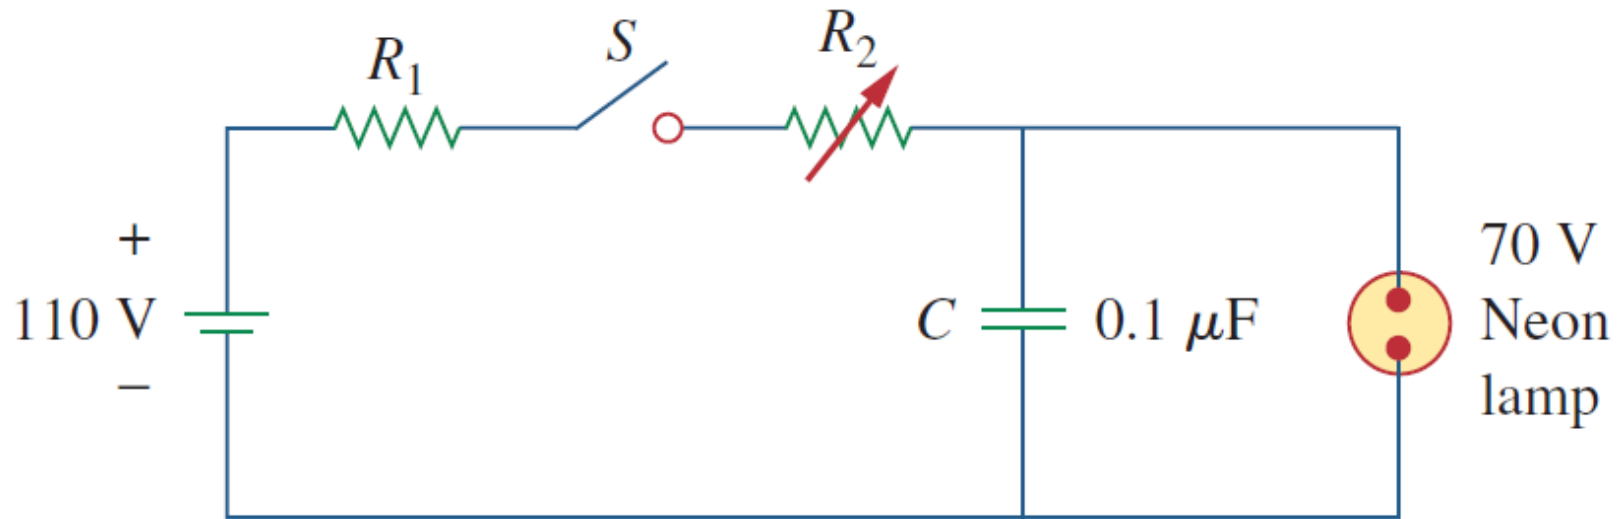 R₁
S
R₂
+
110 V
−
C
0.1 μF
70 V
Neon
lamp